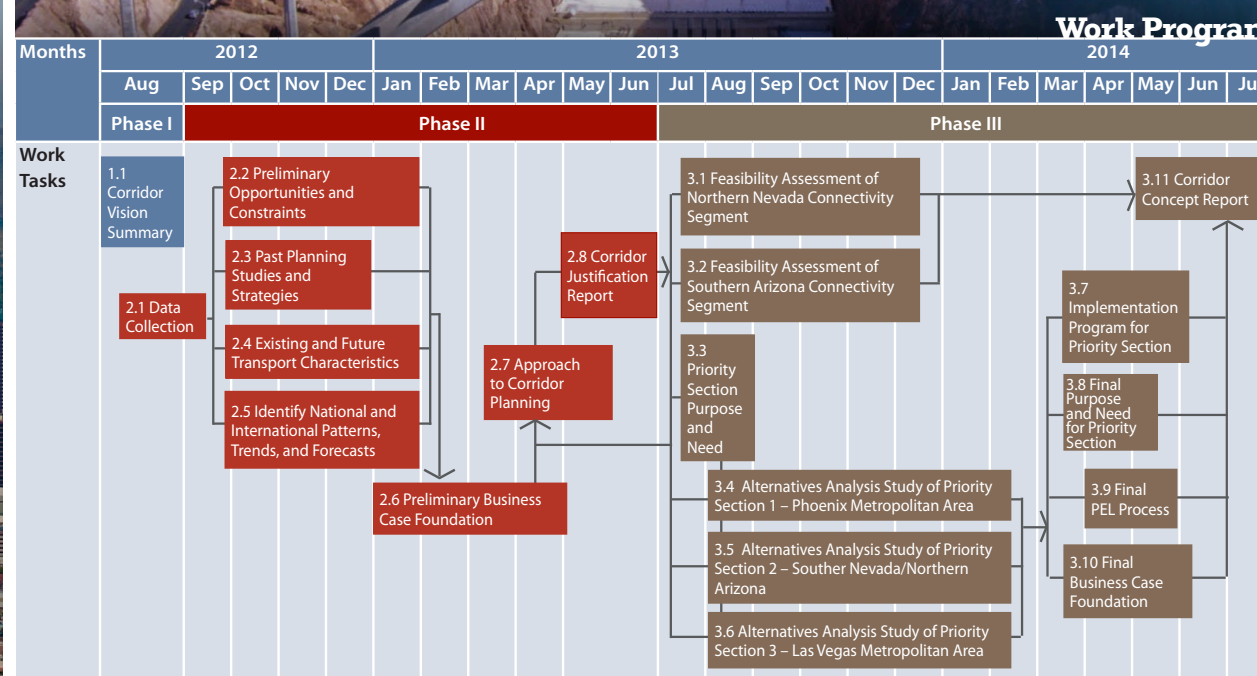 Work Progra
Months
2012
2013
2014
Aug
Sep
Oct
Nov
Dec
Jan
Feb
Mar
Apr
May
Jun
Jul
Aug
Sep
Oct
Nov
Dec
Jan
Feb
Mar
Apr
May
Jun
Ju
Phase I
Phase II
Phase III
Work
Tasks
1.1
Corridor
Vision
Summary
2.1 Data
Collection
2.2 Preliminary
Opportunities and
Constraints
2.3 Past Planning
Studies and
Strategies
2.4 Existing and Future
Transport Characteristics
2.5 Identify National and
International Patterns,
Trends, and Forecasts
2.6 Preliminary Business
Case Foundation
2.7 Approach
to Corridor
Planning
2.8 Corridor
Justification
Report
3.1 Feasibility Assessment of
Northern Nevada Connectivity
Segment
3.2 Feasibility Assessment of
Southern Arizona Connectivity
Segment
3.3
Priority
Section
Purpose
and
Need
3.4 Alternatives Analysis Study of Priority
Section 1 – Phoenix Metropolitan Area
3.5 Alternatives Analysis Study of Priority
Section 2 – Souther Nevada/Northern
Arizona
3.6 Alternatives Analysis Study of Priority
Section 3 – Las Vegas Metropolitan Area
3.7
Implementation
Program for
Priority Section
3.8 Final
Purpose
and Need
for Priority
Section
3.9 Final
PEL Process
3.10 Final
Business Case
Foundation
3.11 Corridor
Concept Report